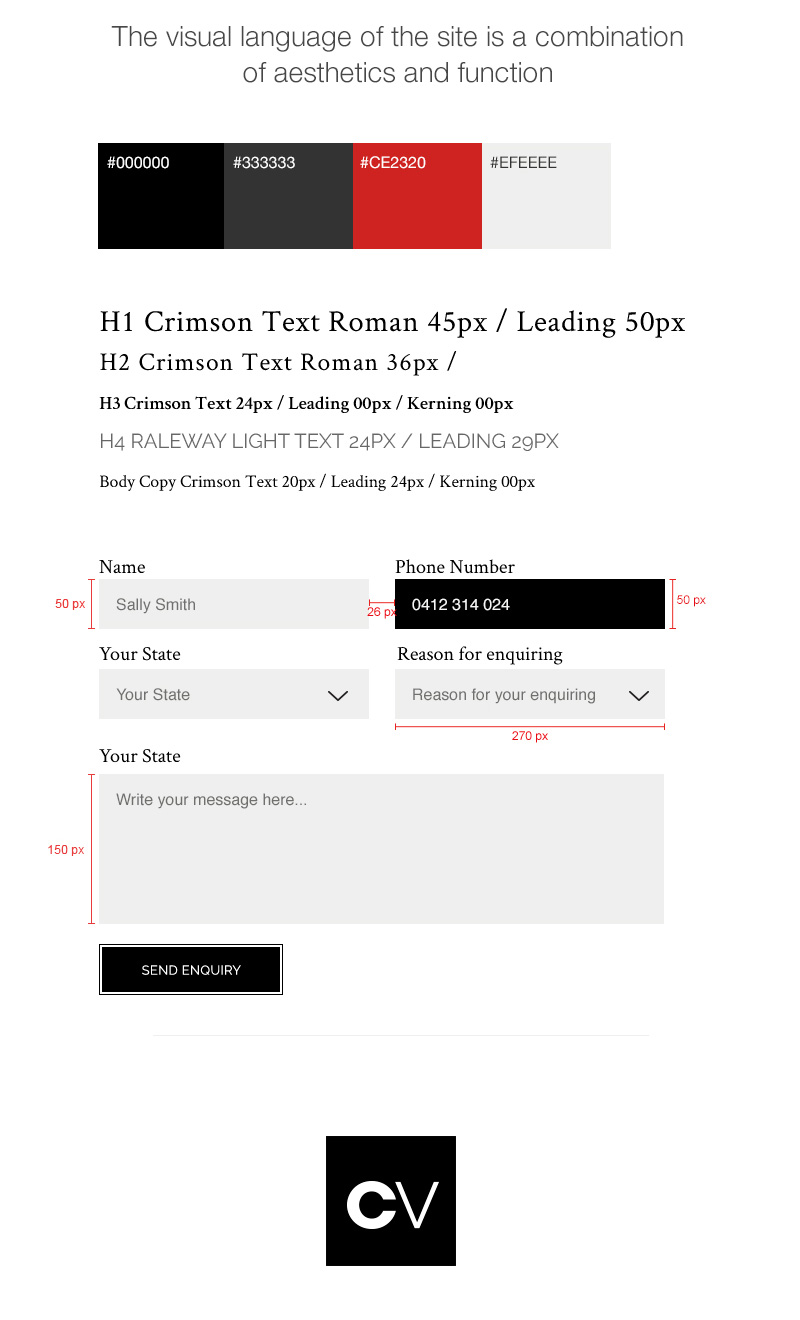 The visual language of the site is a combination
of aesthetics and function
#000000 #333333 #CE2320 #EFEEEE
H1 Crimson Text Roman 45px / Leading 50px
H2 Crimson Text Roman 36px /
H3 Crimson Text 24px / Leading 00px / Kerning 00px
H4 RALEWAY LIGHT TEXT 24PX / LEADING 29PX
Body Copy Crimson Text 20px / Leading 24px / Kerning 00px
Name Phone Number
50 px Sally Smith 26 px 0412 314 024 50 px
Your State Reason for enquiring
Your State Reason for your enquiring
270 px
Your State
Write your message here...
150 px
SEND ENQUIRY
CV